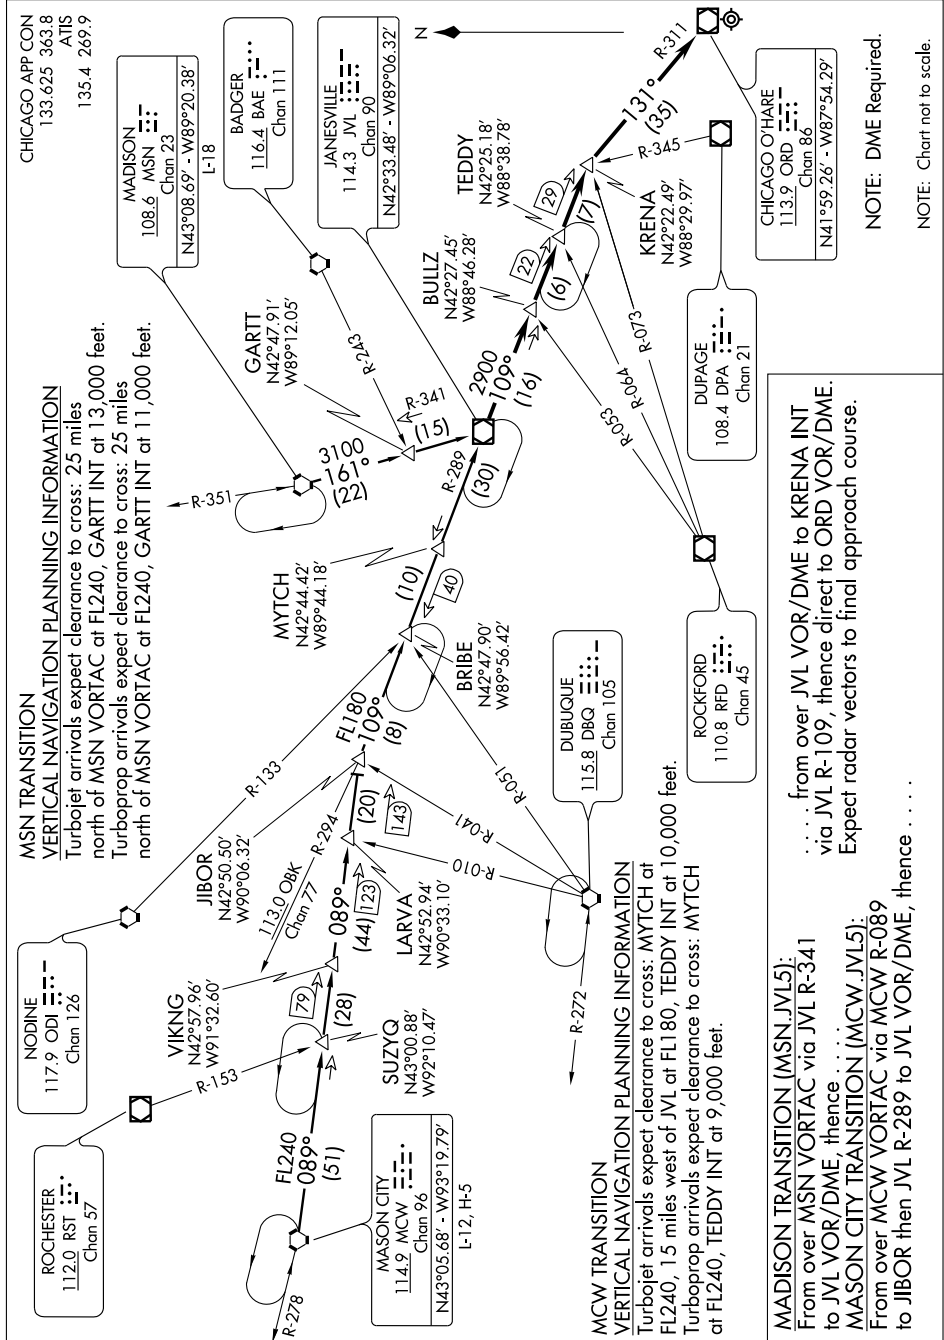 CHICAGO APP CON
133.625 363.8
ATIS
135.4 269.9
MSN TRANSITION
VERTICAL NAVIGATION PLANNING INFORMATION
Turbojet arrivals expect clearance to cross: 25 miles
north of MSN VORTAC at FL240, GARTT INT at 13,000 feet.
Turboprop arrivals expect clearance to cross: 25 miles
north of MSN VORTAC at FL240, GARTT INT at 11,000 feet.
MADISON
108.6 MSN
Chan 23
N43°08.69' - W89°20.38'
L-18
BADGER
116.4 BAE
Chan 111
JANESVILLE
114.3 JVL
Chan 90
N42°33.48' - W89°06.32'
N
NODINE
117.9 ODI
Chan 126
ROCHESTER
112.0 RST
Chan 57
R-153
R-133
R-351
R-243
R-341
GARTT
N42°47.91'
W89°12.05'
3100
161°
(22)
(15)
MYTCH
N42°44.42'
W89°44.18'
JIBOR
N42°50.50'
W90°06.32'
113.0 OBK
Chan 77
R-294
VIKNG
N42°57.96'
W91°32.60'
SUZYQ
N43°00.88'
W92°10.47'
LARVA
N42°52.94'
W90°33.10'
BRIBE
N42°47.90'
W89°56.42'
FL240
089°
(51)
79
(28)
089°
(44)
123
(20)
143
FL180
109°
(8)
(10)
40
R-289
(30)
2900
109°
(16)
BULLZ
N42°27.45'
W88°46.28'
22
(6)
TEDDY
N42°25.18'
W88°38.78'
29
(7)
KRENA
N42°22.49'
W88°29.97'
131°
(35)
R-311
R-345
R-278
MASON CITY
114.9 MCW
Chan 96
N43°05.68' - W93°19.79'
L-12, H-5
R-272
R-010
R-041
R-051
DUBUQUE
115.8 DBQ
Chan 105
R-053
R-064
R-073
ROCKFORD
110.8 RFD
Chan 45
DUPAGE
108.4 DPA
Chan 21
CHICAGO O'HARE
113.9 ORD
Chan 86
N41°59.26' - W87°54.29'
NOTE: DME Required.
NOTE: Chart not to scale.
MCW TRANSITION
VERTICAL NAVIGATION PLANNING INFORMATION
Turbojet arrivals expect clearance to cross: MYTCH at
FL240, 15 miles west of JVL at FL180, TEDDY INT at 10,000 feet.
Turboprop arrivals expect clearance to cross: MYTCH
at FL240, TEDDY INT at 9,000 feet.
MADISON TRANSITION (MSN.JVL5):
From over MSN VORTAC via JVL R-341
to JVL VOR/DME, thence . . . .
MASON CITY TRANSITION (MCW.JVL5):
From over MCW VORTAC via MCW R-089
to JIBOR then JVL R-289 to JVL VOR/DME, thence . . . .
. . . . from over JVL VOR/DME to KRENA INT
via JVL R-109, thence direct to ORD VOR/DME.
Expect radar vectors to final approach course.